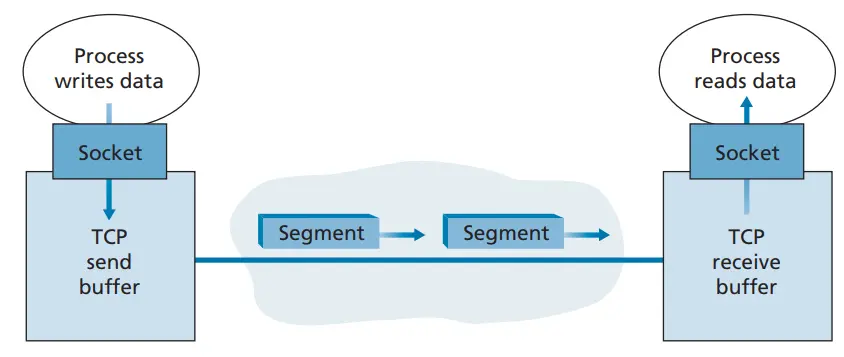 Process
writes data
Socket
TCP
send
buffer
Segment
Segment
Process
reads data
Socket
TCP
receive
buffer